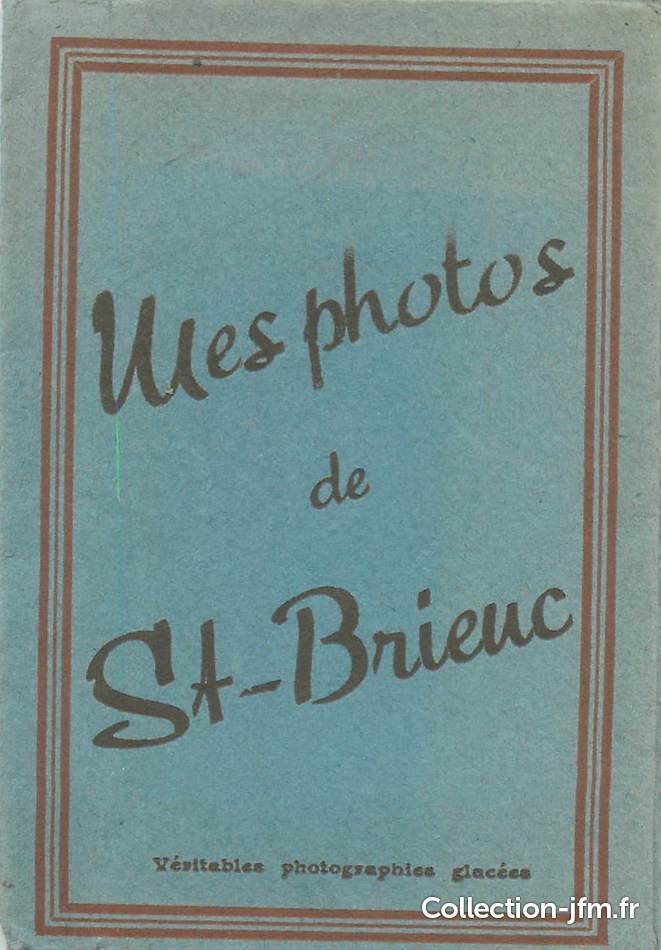 Mes photos
de
St-Brieuc
Véritables photographies glacées
Collection-jfm.fr